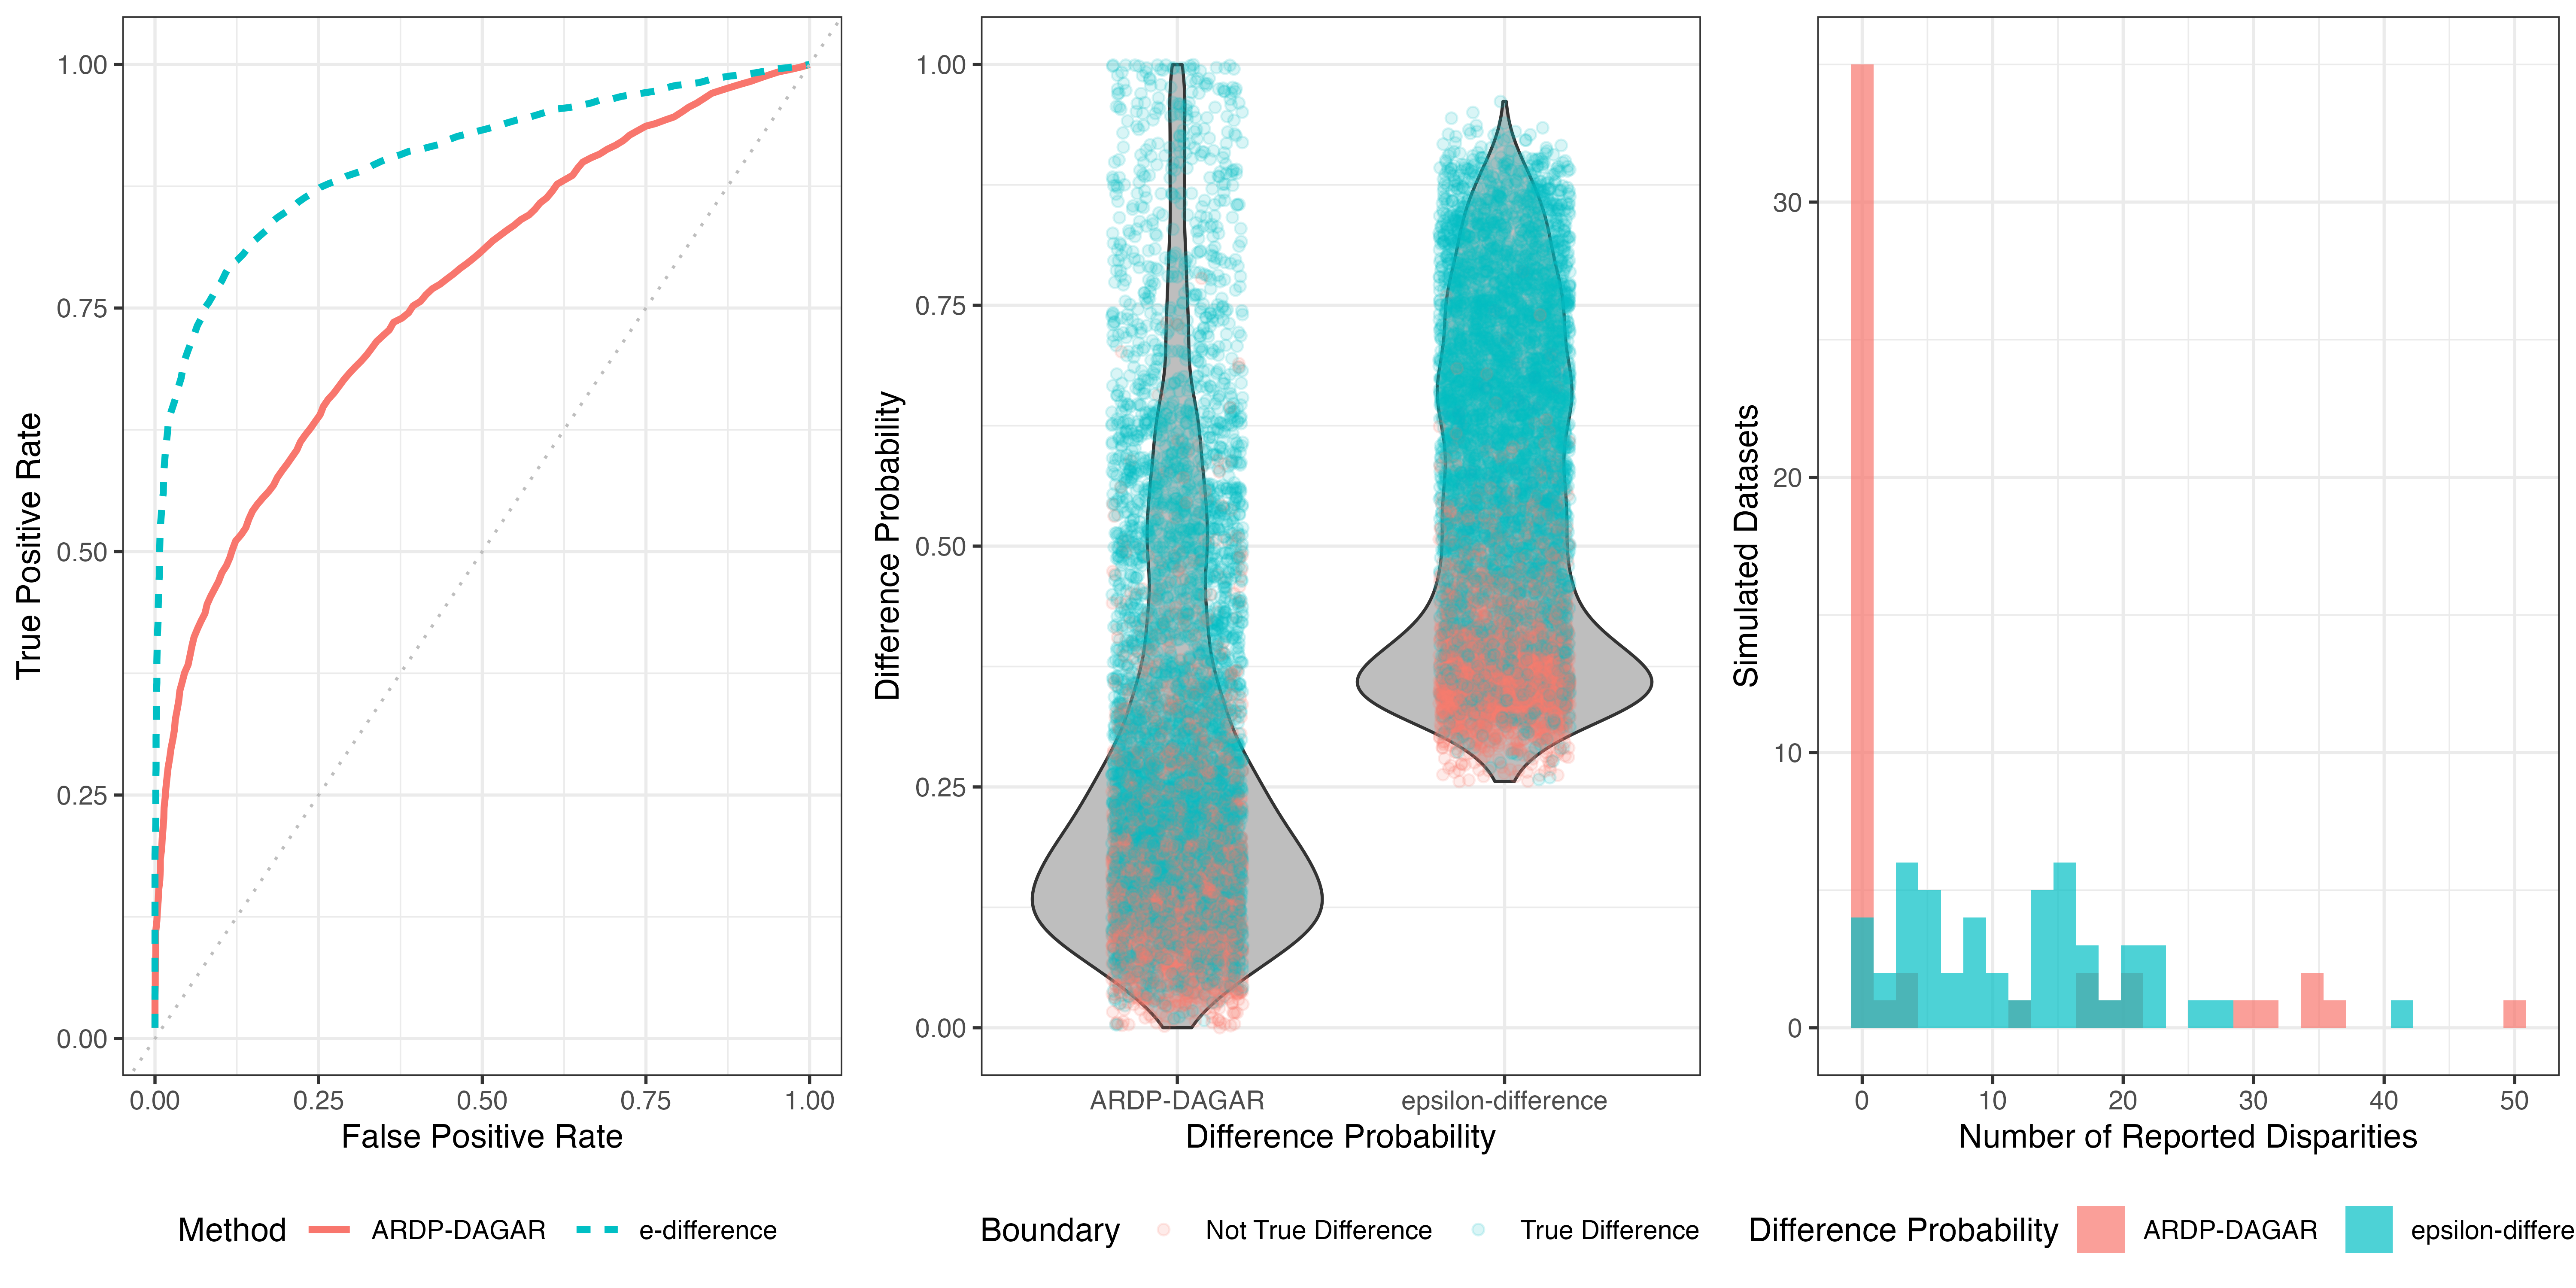 True Positive Rate
1.00
0.75
0.50
0.25
0.00
0.00 0.25 0.50 0.75 1.00
False Positive Rate
Method ARDP-DAGAR e-difference
Difference Probability
1.00
0.75
0.50
0.25
0.00
ARDP-DAGAR epsilon-difference
Difference Probability
Boundary Not True Difference True Difference
Simulated Datasets
30
20
10
0
0 10 20 30 40 50
Number of Reported Disparities
Difference Probability ARDP-DAGAR epsilon-differe